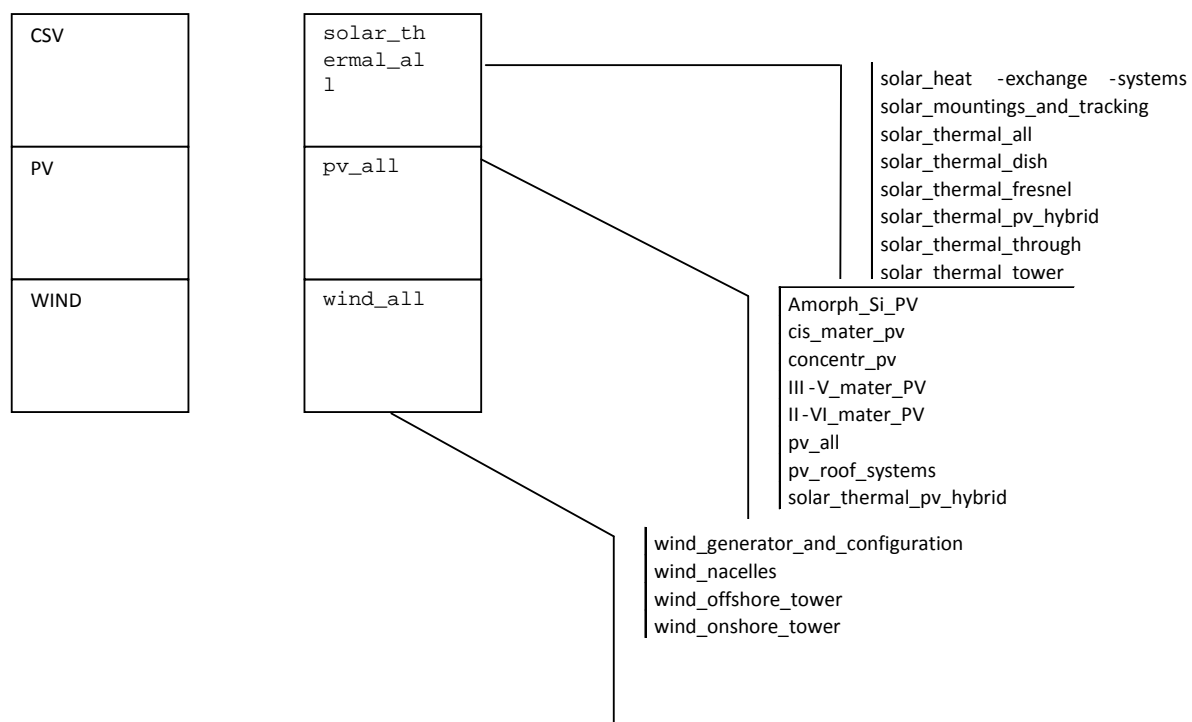 CSV
PV
WIND
solar_th
ermal_al
l
pv_all
wind_all
solar_heat -exchange -systems
solar_mountings_and_tracking
solar_thermal_all
solar_thermal_dish
solar_thermal_fresnel
solar_thermal_pv_hybrid
solar_thermal_through
solar_thermal_tower
Amorph_Si_PV
cis_mater_pv
concentr_pv
III-V_mater_PV
II-VI_mater_PV
pv_all
pv_roof_systems
solar_thermal_pv_hybrid
wind_generator_and_configuration
wind_nacelles
wind_offshore_tower
wind_onshore_tower